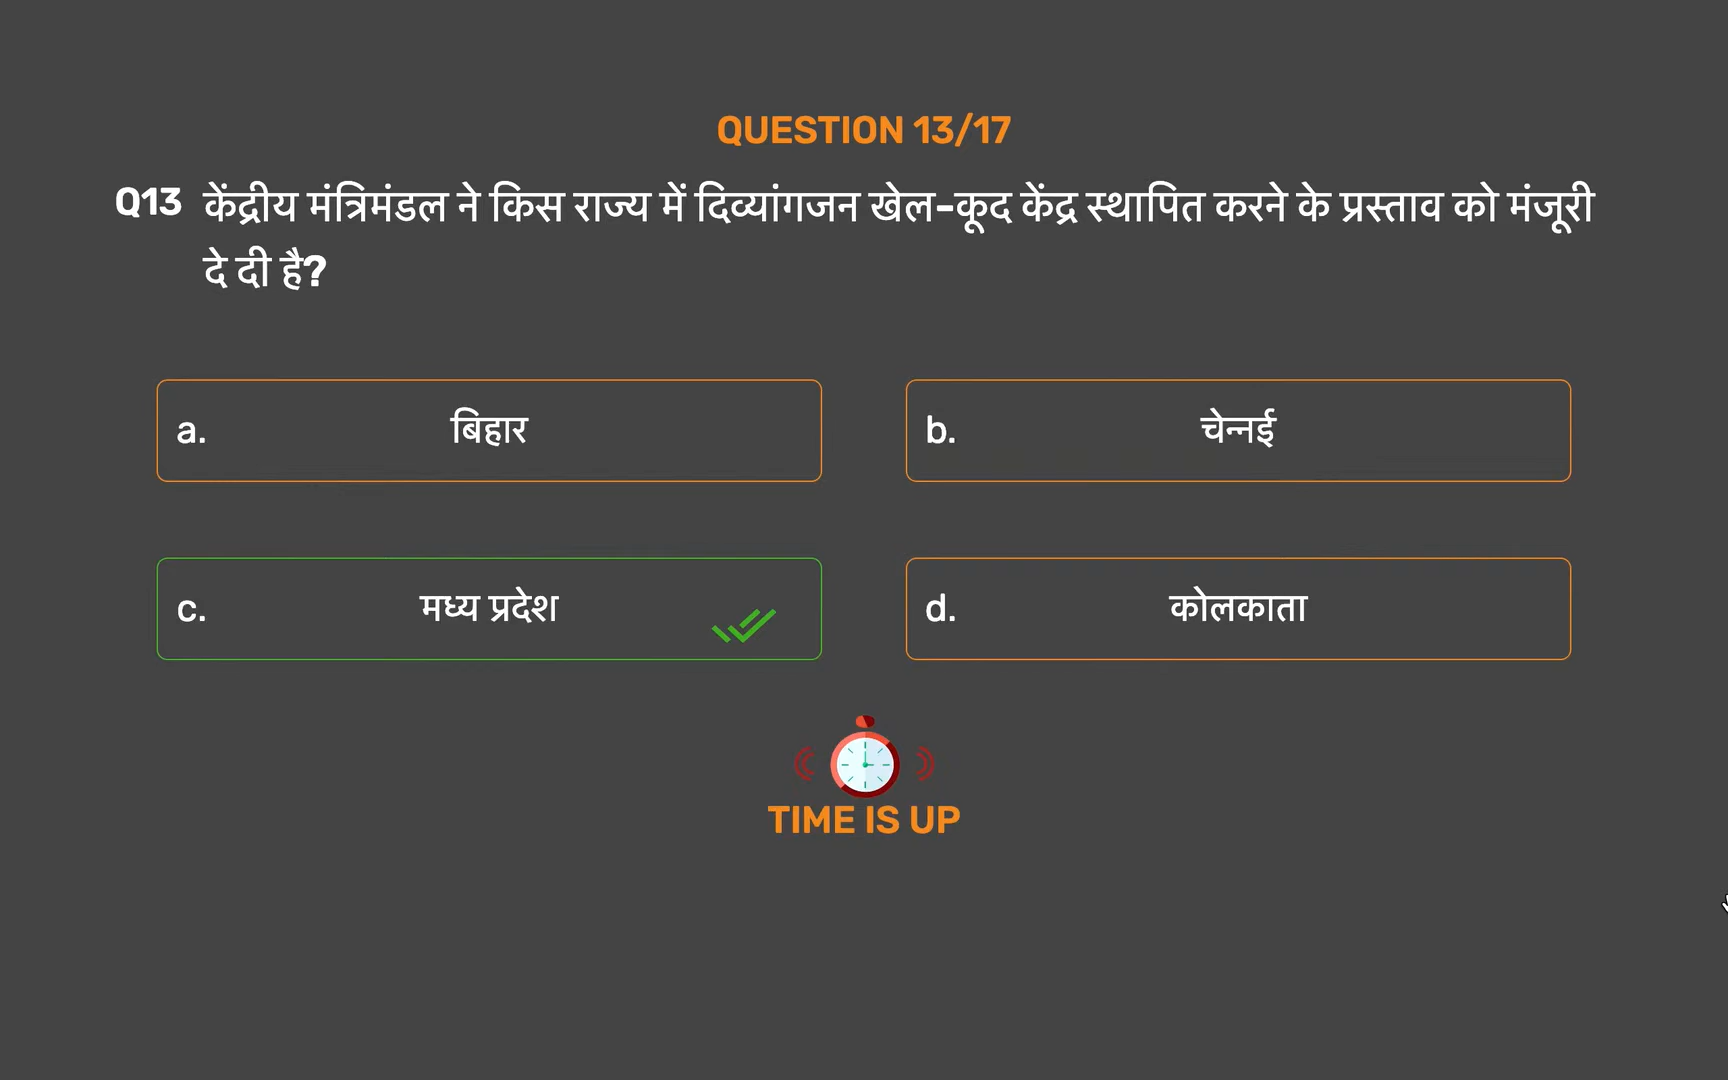 QUESTION 13/17
Q13 केंद्रीय मंत्रिमंडल ने किस राज्य में दिव्यांगजन खेल-कूद केंद्र स्थापित करने के प्रस्ताव को मंजूरी
दे दी है?
a. बिहार
b. चेन्नई
c. मध्य प्रदेश
d. कोलकाता
TIME IS UP